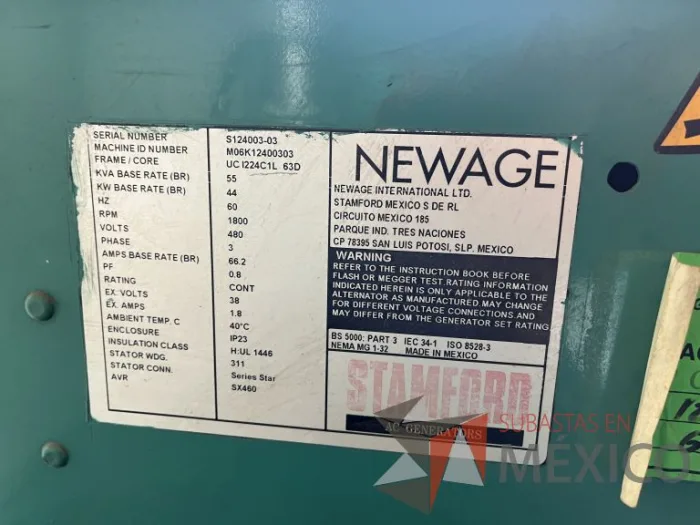 SERIAL NUMBER S124003-03
MACHINE ID NUMBER M06K12400303
FRAME / CORE UC I224C1L 63D
KVA BASE RATE (BR) 55
KW BASE RATE (BR) 44
HZ 60
RPM 1800
VOLTS 480
PHASE 3
AMPS BASE RATE (BR) 66.2
PF 0.8
RATING CONT
EX. VOLTS 38
EX. AMPS 1.8
AMBIENT TEMP. C 40°C
ENCLOSURE IP23
INSULATION CLASS H:UL 1446
STATOR WDG. 311
STATOR CONN. Series Star
AVR SX460
NEWAGE
NEWAGE INTERNATIONAL LTD.
STAMFORD MEXICO S DE RL
CIRCUITO MEXICO 185
PARQUE IND. TRES NACIONES
CP 78395 SAN LUIS POTOSI, SLP. MEXICO
WARNING
REFER TO THE INSTRUCTION BOOK BEFORE
FLASH OR MEGGER TEST.RATING INFORMATION
INDICATED HEREIN IS ONLY APPLICABLE TO THE
ALTERNATOR AS MANUFACTURED MAY CHANGE
FOR DIFFERENT VOLTAGE CONNECTIONS.AND
MAY DIFFER FROM THE GENERATOR SET RATING
BS 5000: PART 3 IEC 34-1 ISO 8528-3
NEMA MG 1-32 MADE IN MEXICO
STAMFORD
AC GENERATORS
SUBASTAS EN
MÉXICO